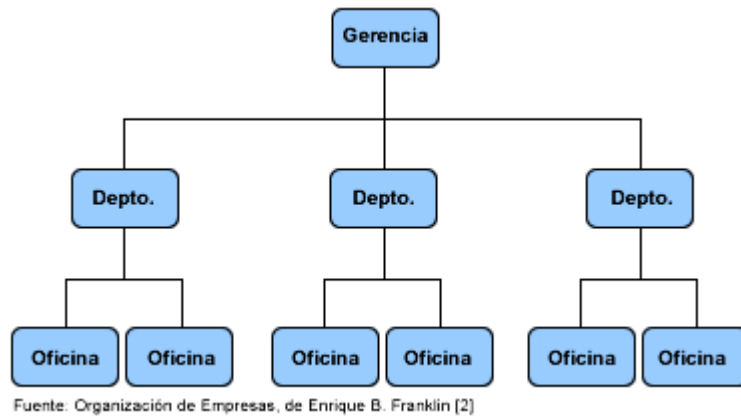 Gerencia
Depto. Depto. Depto.
Oficina Oficina Oficina Oficina Oficina Oficina
Fuente: Organización de Empresas, de Enrique B. Franklin [2]